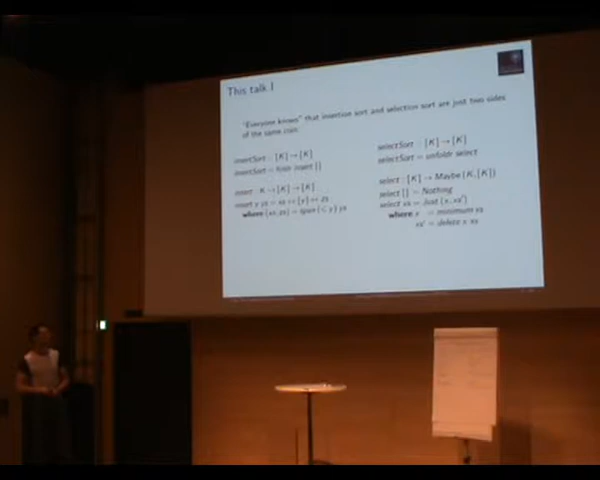 This talk I
"Everyone knows" that insertion sort and selection sort are just two sides
of the same coin:
insertSort : [K] → [K]
insertSort = foldr insert []
insert : K → [K] → [K]
insert y ys = xs ++ [y] ++ zs
where (xs, zs) = span (⩽ y) ys
selectSort : [K] → [K]
selectSort = unfoldr select
select : [K] → Maybe (K, [K])
select [] = Nothing
select xs = Just (x, xs')
where x = minimum xs
xs' = delete x xs